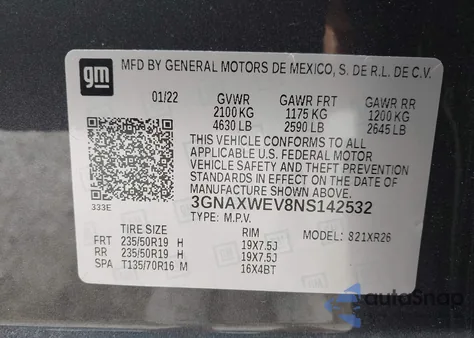 gm MFD BY GENERAL MOTORS DE MEXICO, S. DE R.L. DE C.V.
01/22 GVWR GAWR FRT GAWR RR
2100 KG 1175 KG 1200 KG
4630 LB 2590 LB 2645 LB
THIS VEHICLE CONFORMS TO ALL
APPLICABLE U.S. FEDERAL MOTOR
VEHICLE SAFETY AND THEFT PREVENTION
STANDARDS IN EFFECT ON THE DATE OF
MANUFACTURE SHOWN ABOVE.
333E 3GNAXWEV8NS142532
TYPE: M.P.V.
TIRE SIZE RIM MODEL: 821XR26
FRT 235/50R19 H 19X7.5J
RR 235/50R19 H 19X7.5J
SPA T135/70R16 M 16X4BT
autoSnap